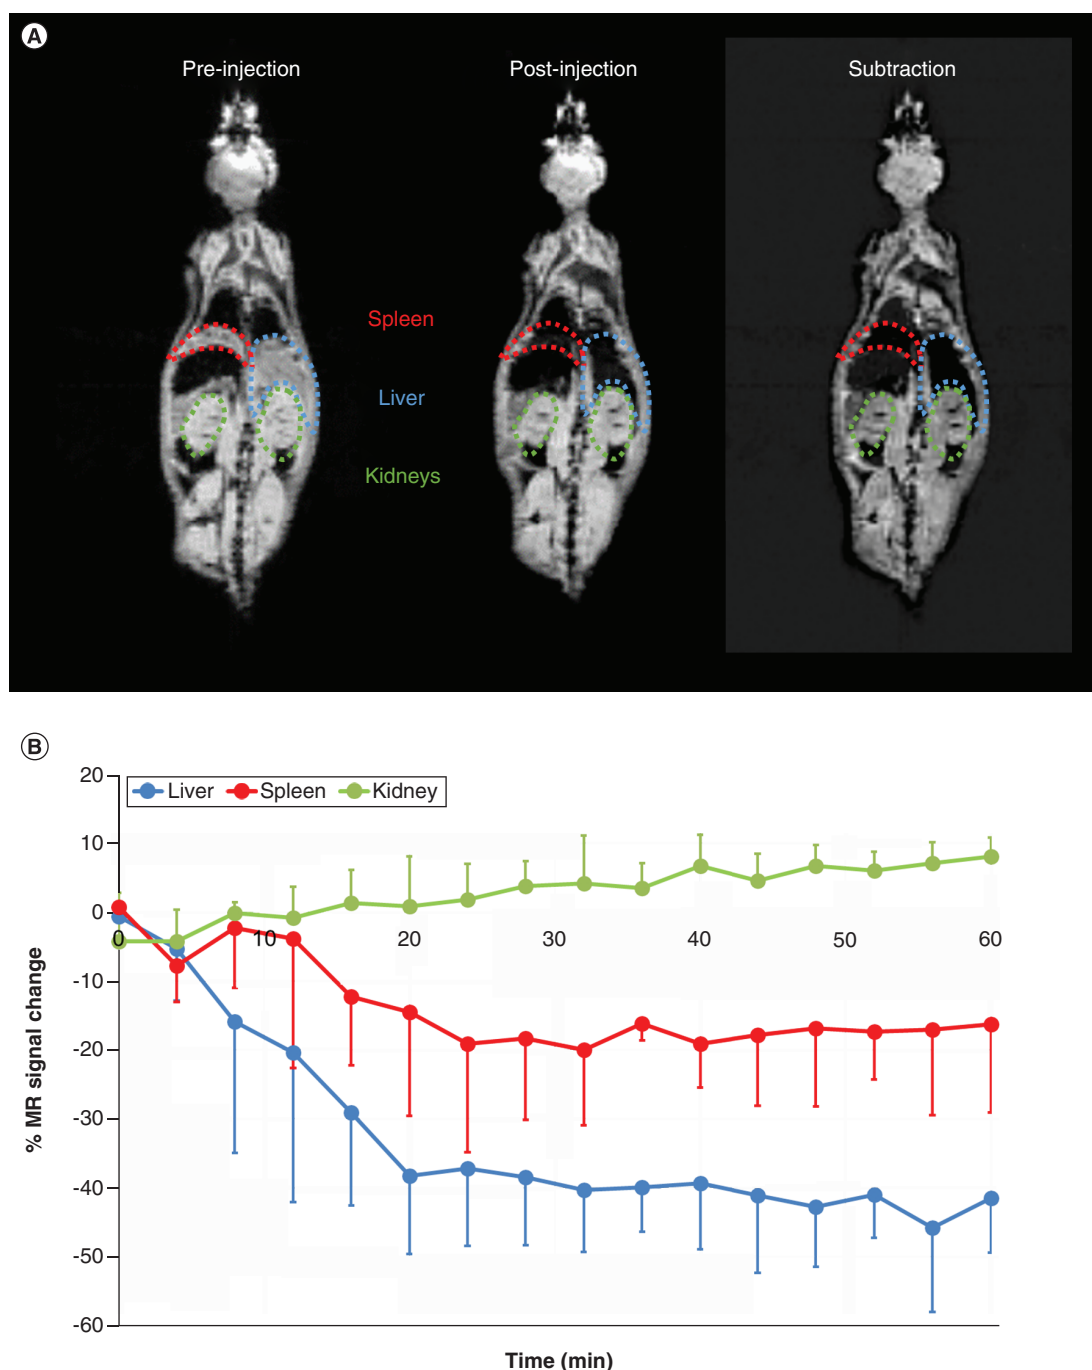 A
Pre-injection Post-injection Subtraction
Spleen
Liver
Kidneys
B
% MR signal change
20
10
0
-10
-20
-30
-40
-50
-60
Liver Spleen Kidney
0 10 20 30 40 50 60
Time (min)